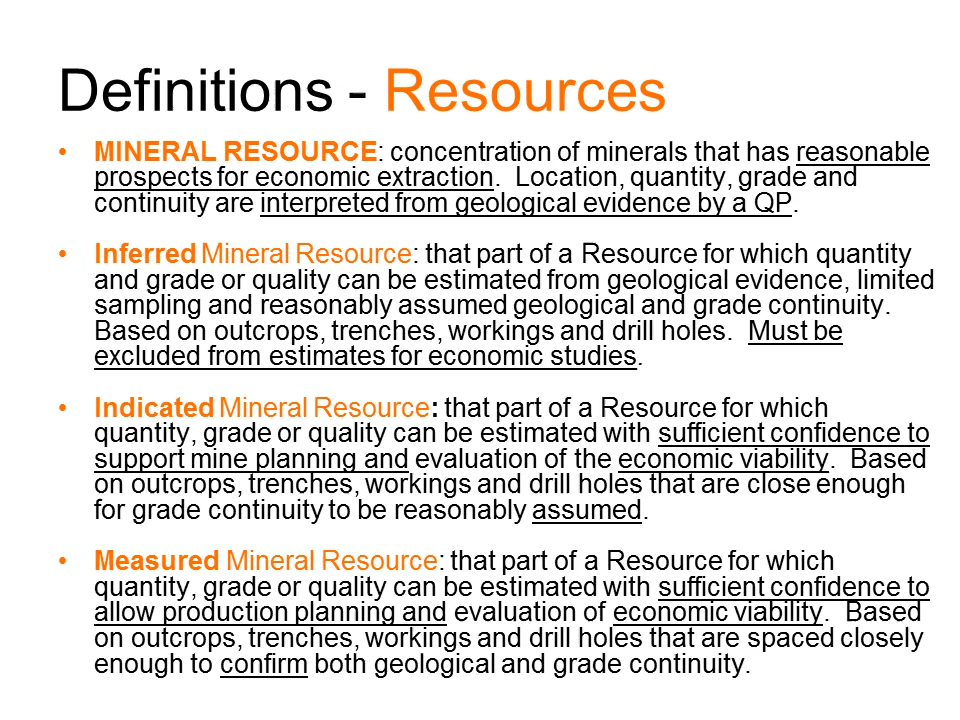 Definitions - Resources
• MINERAL RESOURCE: concentration of minerals that has reasonable
prospects for economic extraction.  Location, quantity, grade and
continuity are interpreted from geological evidence by a QP.
• Inferred Mineral Resource: that part of a Resource for which quantity
and grade or quality can be estimated from geological evidence, limited
sampling and reasonably assumed geological and grade continuity.
Based on outcrops, trenches, workings and drill holes.  Must be
excluded from estimates for economic studies.
• Indicated Mineral Resource: that part of a Resource for which
quantity, grade or quality can be estimated with sufficient confidence to
support mine planning and evaluation of the economic viability.  Based
on outcrops, trenches, workings and drill holes that are close enough
for grade continuity to be reasonably assumed.
• Measured Mineral Resource: that part of a Resource for which
quantity, grade or quality can be estimated with sufficient confidence to
allow production planning and evaluation of economic viability.  Based
on outcrops, trenches, workings and drill holes that are spaced closely
enough to confirm both geological and grade continuity.